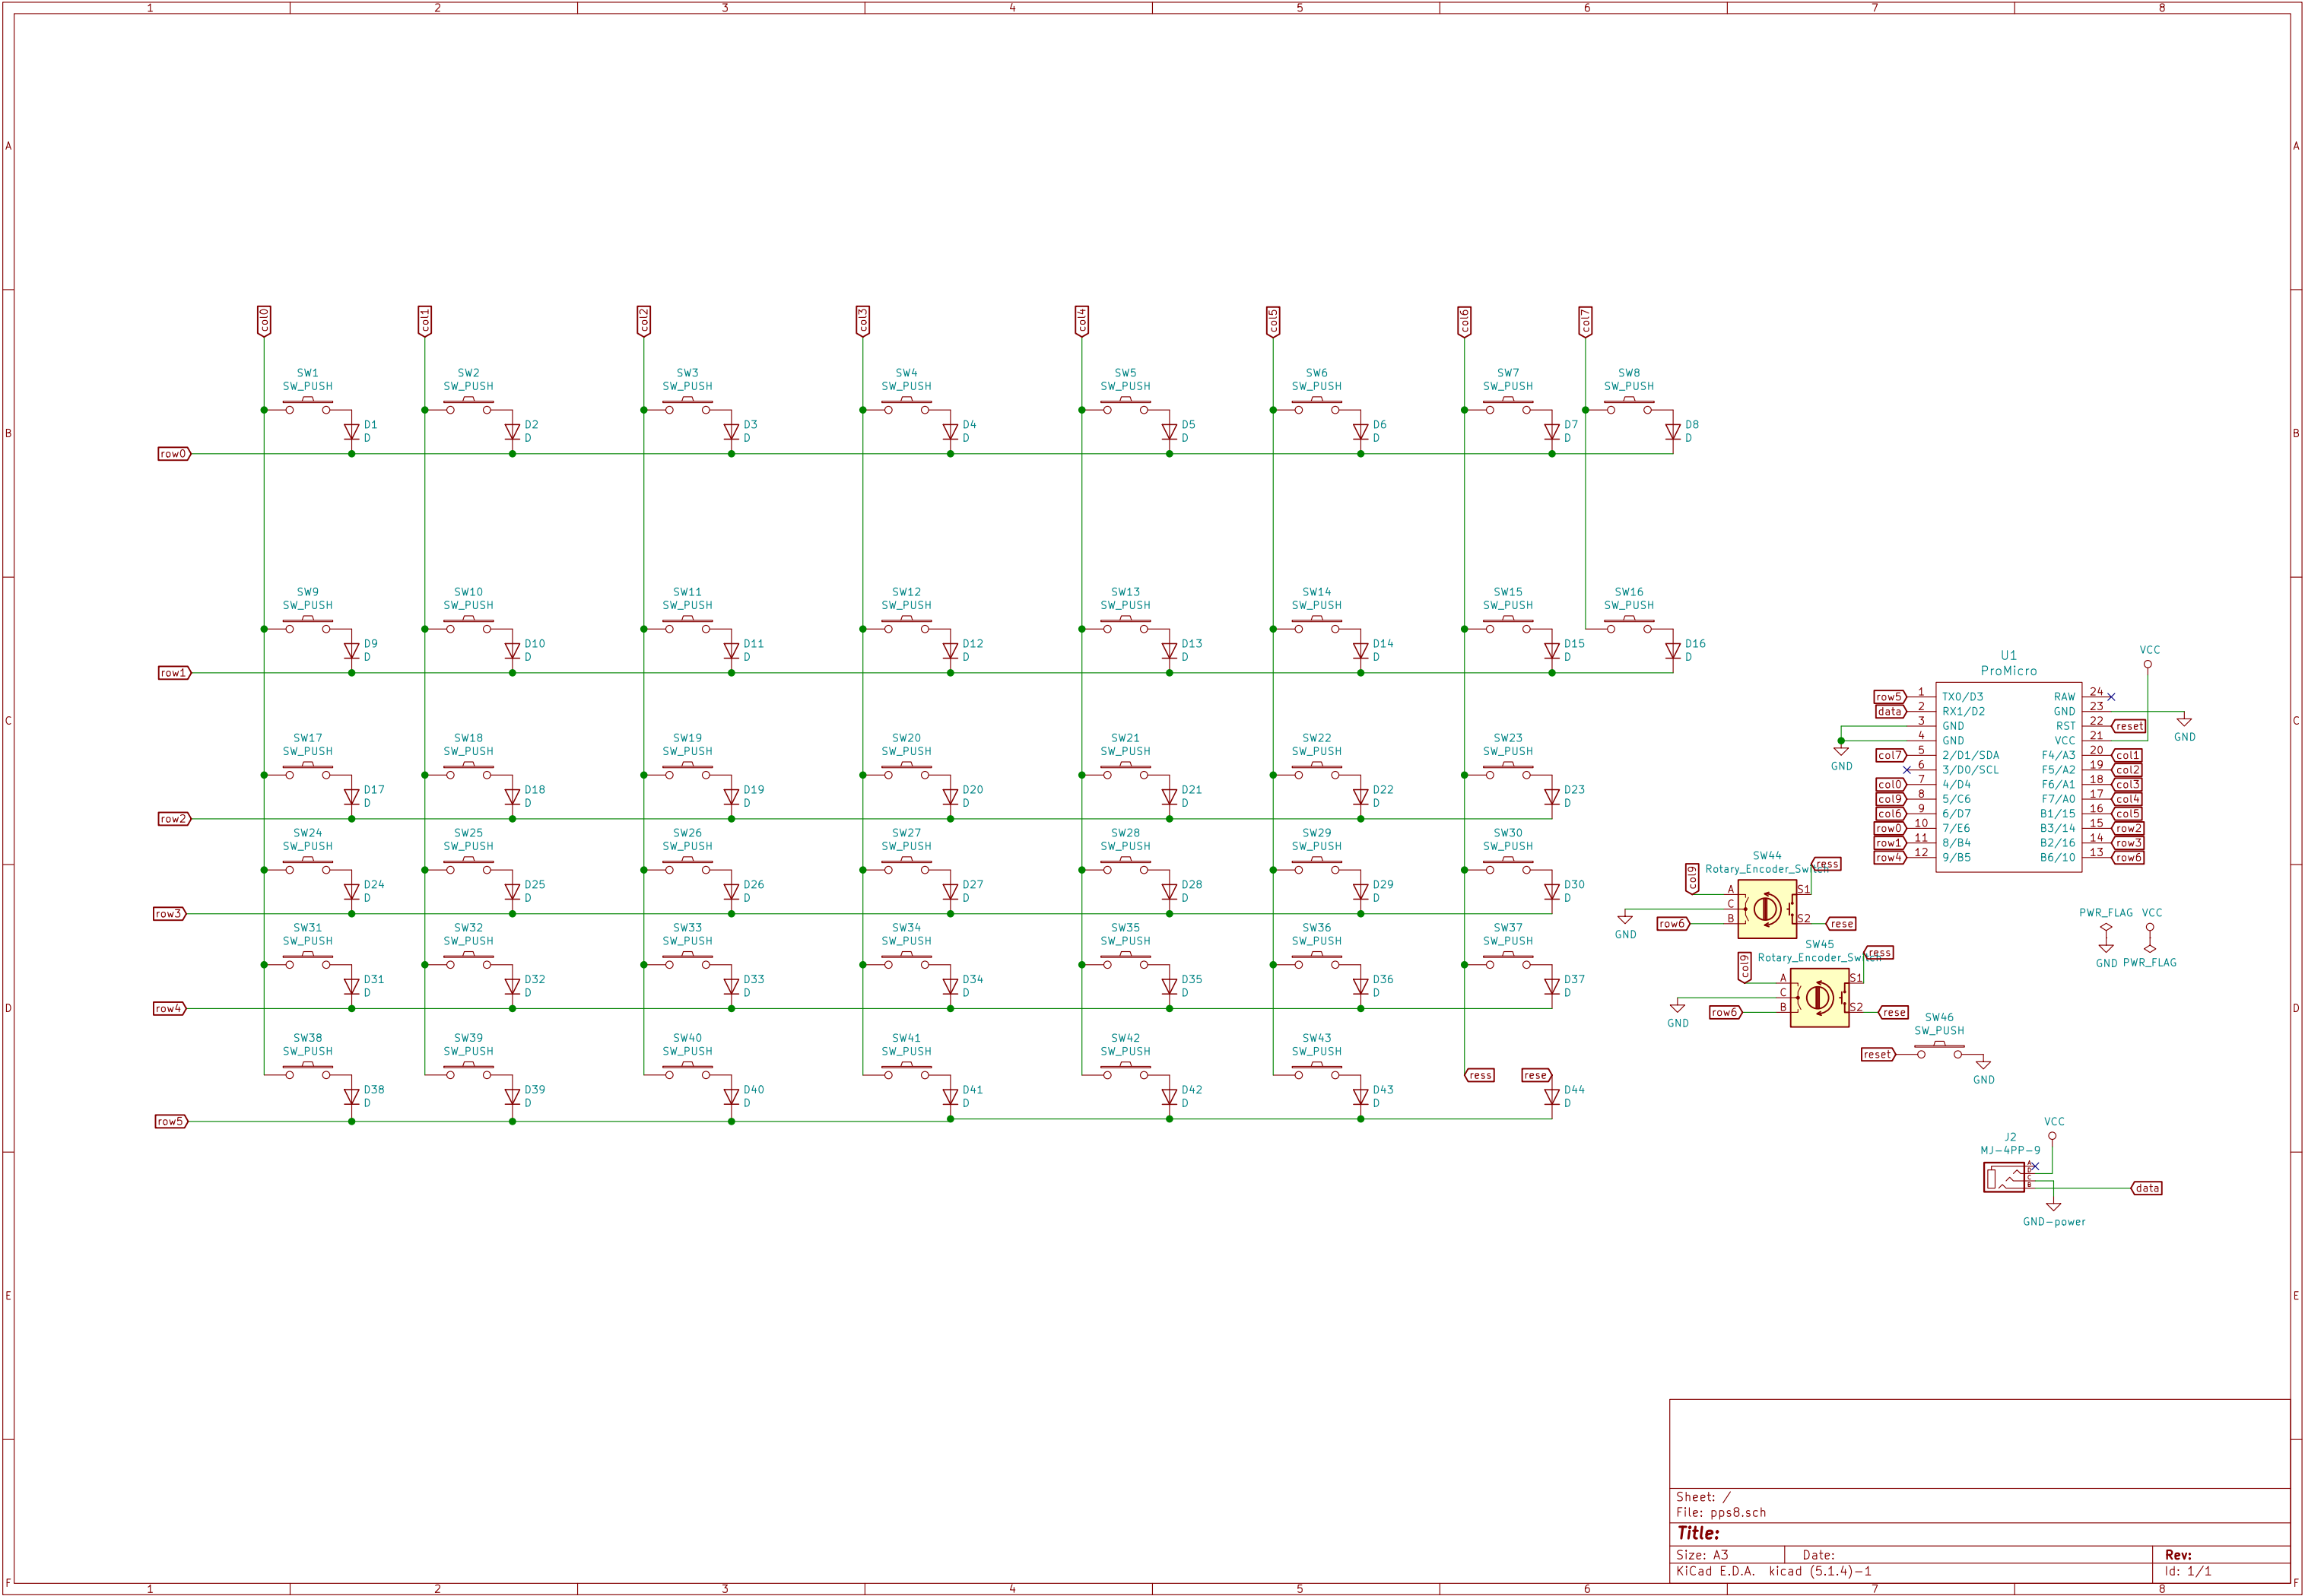 1 2 3 4 5 6 7 8
A A
col0 col1 col2 col3 col4 col5 col6 col7
SW1 SW2 SW3 SW4 SW5 SW6 SW7 SW8
SW_PUSH SW_PUSH SW_PUSH SW_PUSH SW_PUSH SW_PUSH SW_PUSH SW_PUSH
D1 D2 D3 D4 D5 D6 D7 D8
B B
D D D D D D D D
row0
SW9 SW10 SW11 SW12 SW13 SW14 SW15 SW16
SW_PUSH SW_PUSH SW_PUSH SW_PUSH SW_PUSH SW_PUSH SW_PUSH SW_PUSH
D9 D10 D11 D12 D13 D14 D15 D16
D D D D D D D D
row1
C C
SW17 SW18 SW19 SW20 SW21 SW22 SW23
SW_PUSH SW_PUSH SW_PUSH SW_PUSH SW_PUSH SW_PUSH SW_PUSH
D17 D18 D19 D20 D21 D22 D23
D D D D D D D
row2
SW24 SW25 SW26 SW27 SW28 SW29 SW30
SW_PUSH SW_PUSH SW_PUSH SW_PUSH SW_PUSH SW_PUSH SW_PUSH
D24 D25 D26 D27 D28 D29 D30
D D D D D D D
row3
SW31 SW32 SW33 SW34 SW35 SW36 SW37
SW_PUSH SW_PUSH SW_PUSH SW_PUSH SW_PUSH SW_PUSH SW_PUSH
D31 D32 D33 D34 D35 D36 D37
D D D D D D D
row4
D D
SW38 SW39 SW40 SW41 SW42 SW43
SW_PUSH SW_PUSH SW_PUSH SW_PUSH SW_PUSH SW_PUSH
ress rese
D38 D39 D40 D41 D42 D43 D44
D D D D D D D
row5
U1
ProMicro
VCC
row5 1 TX0/D3 RAW 24
data 2 RX1/D2 GND 23
3 GND RST 22 reset
4 GND VCC 21
GND
GND
col7 5 2/D1/SDA F4/A3 20 col1
6 3/D0/SCL F5/A2 19 col2
col0 7 4/D4 F6/A1 18 col3
col9 8 5/C6 F7/A0 17 col4
col6 9 6/D7 B1/15 16 col5
row0 10 7/E6 B3/14 15 row2
row1 11 8/B4 B2/16 14 row3
row4 12 9/B5 B6/10 13 row6
SW44
Rotary_Encoder_Switch
ress
col9 A S1
C
GND
row6 B S2 rese
SW45
Rotary_Encoder_Switch
ress
col9 A S1
C
GND
row6 B S2 rese
PWR_FLAG VCC
GND PWR_FLAG
SW46
SW_PUSH
reset
GND
VCC
J2
MJ-4PP-9
A
D
C
B
data
GND-power
E E
Sheet: /
File: pps8.sch
Title:
Size: A3 Date: Rev:
KiCad E.D.A. kicad (5.1.4)-1 Id: 1/1
F F
1 2 3 4 5 6 7 8